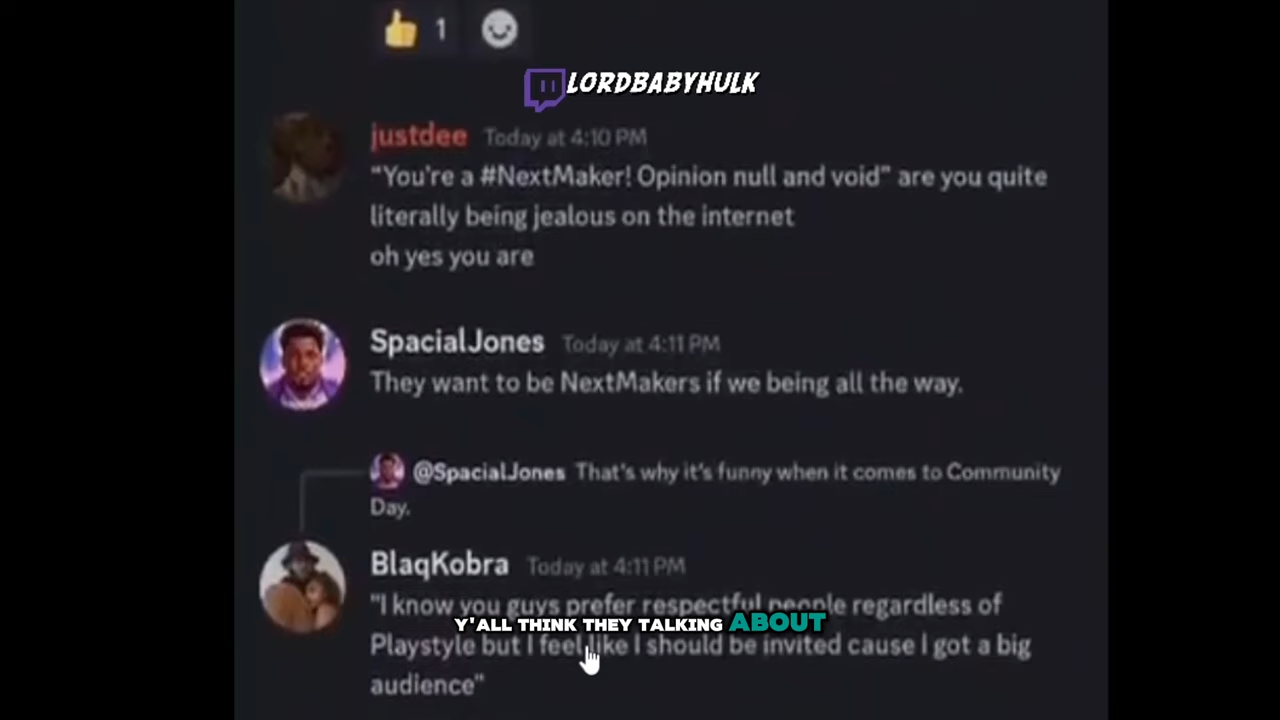 1
LORDBABYHULK
justdee Today at 4:10 PM
"You're a #NextMaker! Opinion null and void" are you quite
literally being jealous on the internet
oh yes you are
SpacialJones Today at 4:11 PM
They want to be NextMakers if we being all the way.
@SpacialJones That's why it's funny when it comes to Community
Day.
BlaqKobra Today at 4:11 PM
"I know you guys prefer respectful people regardless of
Y'ALL THINK THEY TALKING ABOUT
Playstyle but I feel like I should be invited cause I got a big
audience"